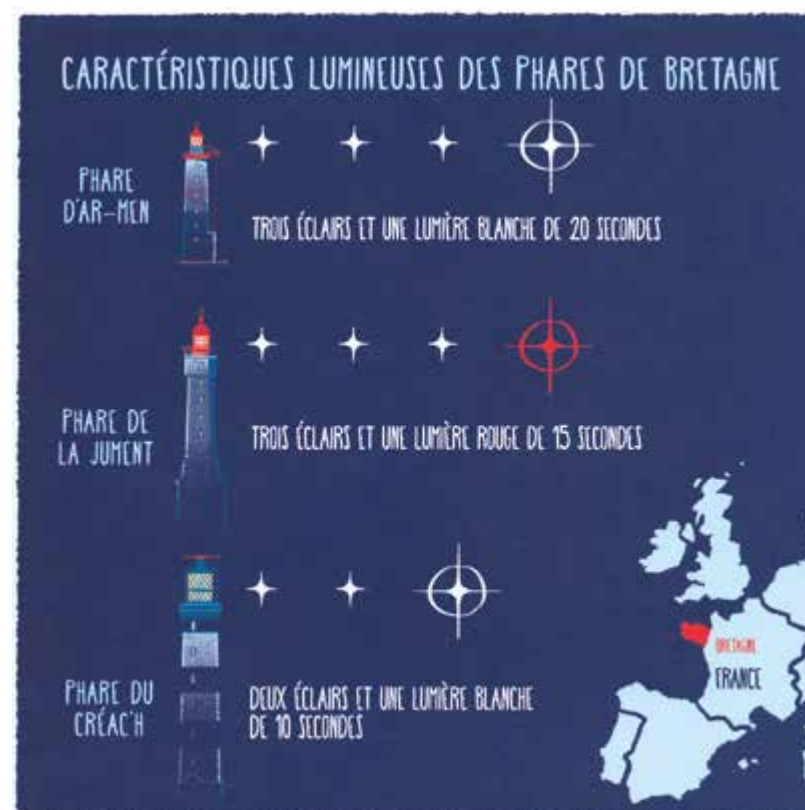 CARACTÉRISTIQUES LUMINEUSES DES PHARES DE BRETAGNE
PHARE
D'AR-MEN
TROIS ÉCLAIRS ET UNE LUMIÈRE BLANCHE DE 20 SECONDES
PHARE DE
LA JUMENT
TROIS ÉCLAIRS ET UNE LUMIÈRE ROUGE DE 15 SECONDES
PHARE DU
CRÉAC'H
DEUX ÉCLAIRS ET UNE LUMIÈRE BLANCHE
DE 10 SECONDES
BRETAGNE
FRANCE